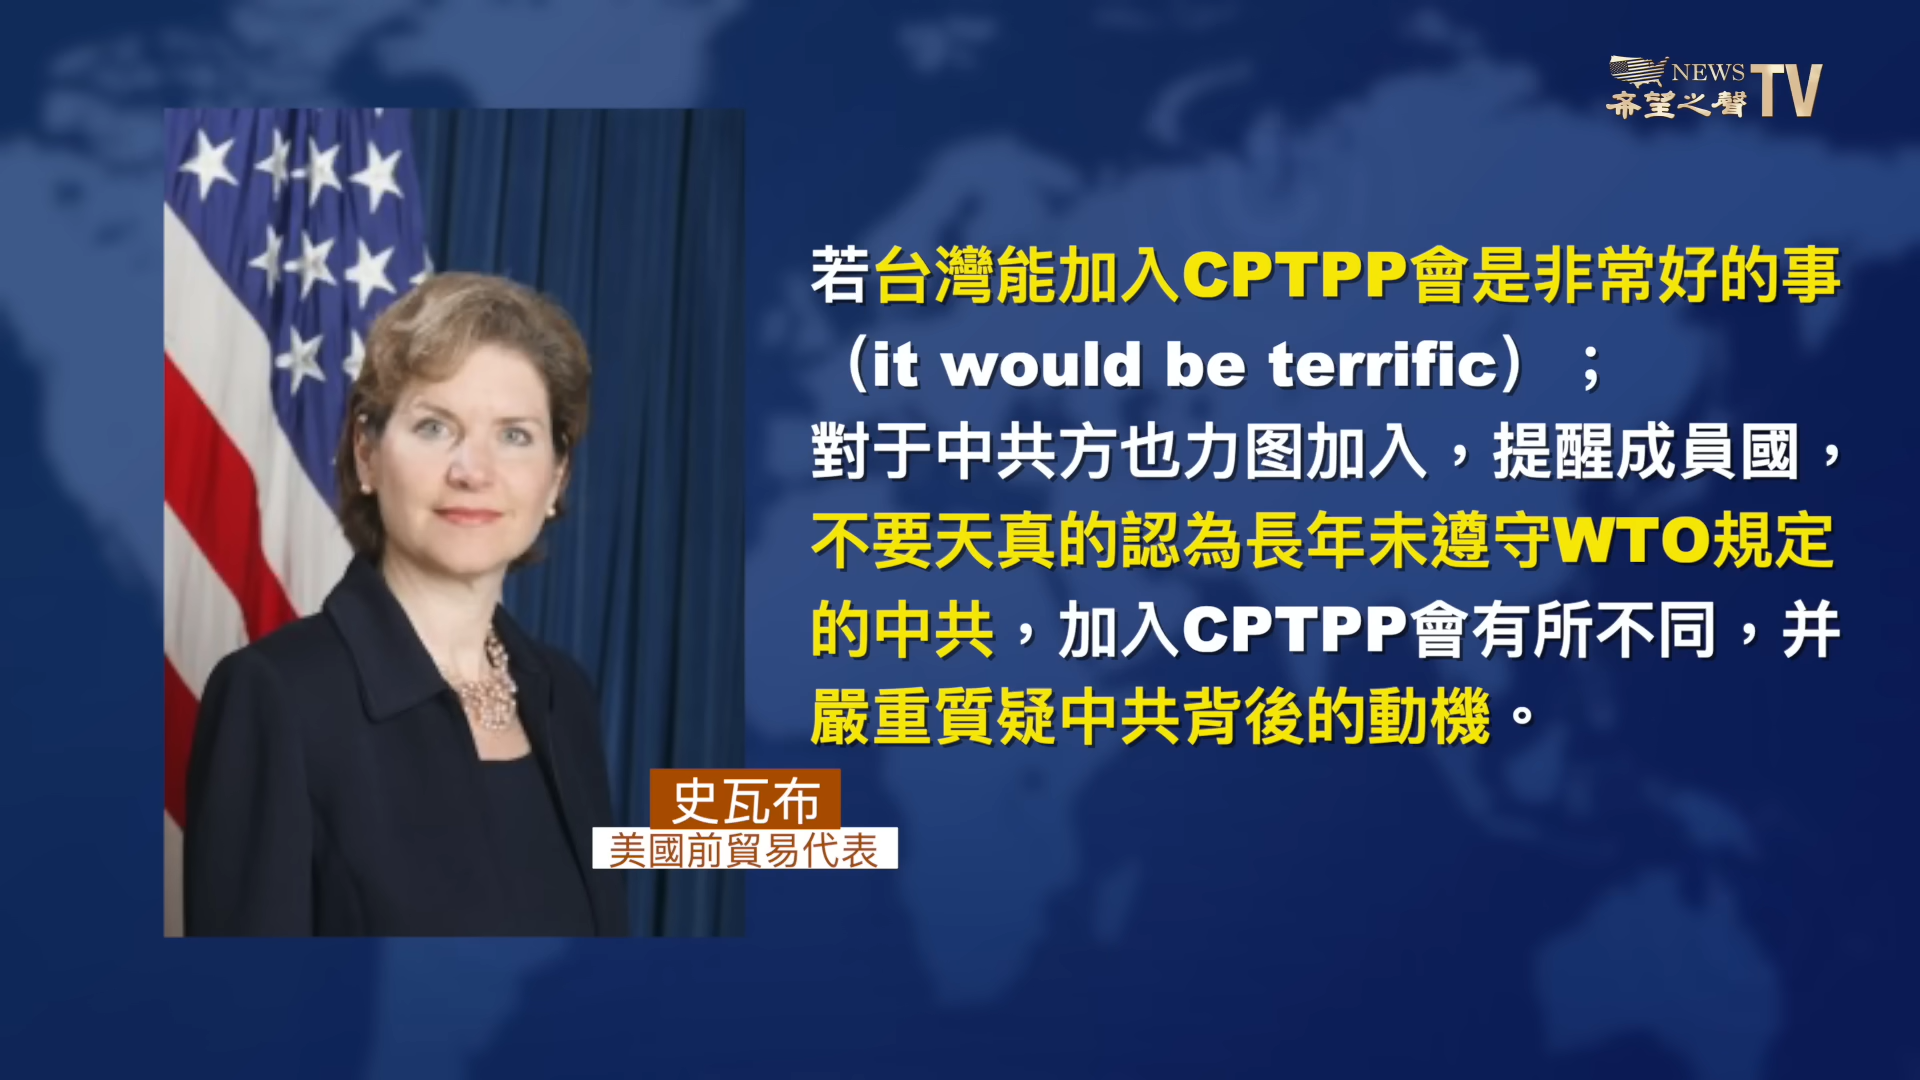 NEWS
希望之聲TV
若台灣能加入CPTPP會是非常好的事
（it would be terrific）；
對于中共方也力图加入，提醒成員國，
不要天真的認為長年未遵守WTO規定
的中共，加入CPTPP會有所不同，并
嚴重質疑中共背後的動機。
史瓦布
美國前貿易代表